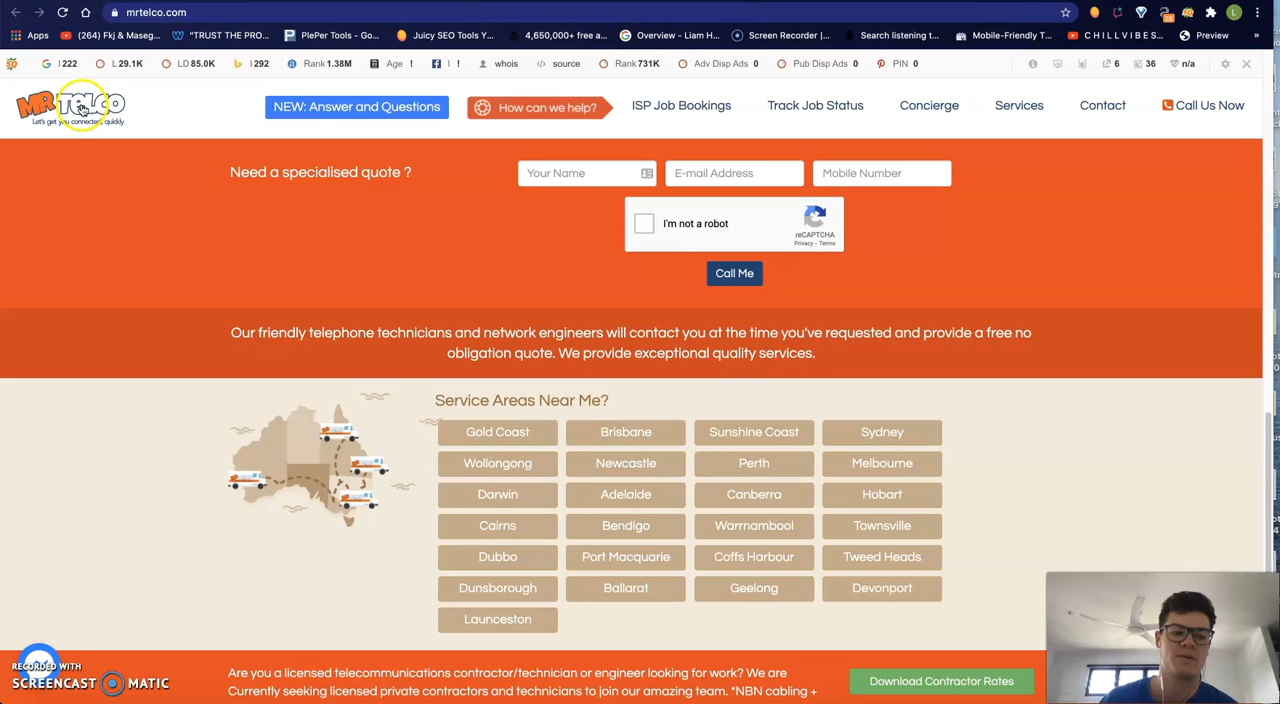 mrtelco.com
L
Apps
(264) Fkj & Maseg...
"TRUST THE PRO...
PlePer Tools - Go...
Juicy SEO Tools Y...
4,650,000+ free a...
Overview - Liam H...
Screen Recorder |...
Search listening t...
Mobile-Friendly T...
C H I L L V I B E S...
Preview
»
I 222
L 29.1K
LD 85.0K
I 292
Rank 1.38M
Age !
I !
whois
source
Rank 731K
Adv Disp Ads 0
Pub Disp Ads 0
PIN 0
6
36
n/a
MR TELCO
Let's get you connected, quickly
NEW: Answer and Questions
How can we help?
ISP Job Bookings
Track Job Status
Concierge
Services
Contact
Call Us Now
Need a specialised quote ?
Your Name
E-mail Address
Mobile Number
I'm not a robot
reCAPTCHA
Privacy - Terms
Call Me
Our friendly telephone technicians and network engineers will contact you at the time you've requested and provide a free no
obligation quote. We provide exceptional quality services.
Service Areas Near Me?
Gold Coast
Brisbane
Sunshine Coast
Sydney
Wollongong
Newcastle
Perth
Melbourne
Darwin
Adelaide
Canberra
Hobart
Cairns
Bendigo
Warrnambool
Townsville
Dubbo
Port Macquarie
Coffs Harbour
Tweed Heads
Dunsborough
Ballarat
Geelong
Devonport
Launceston
Are you a licensed telecommunications contractor/technician or engineer looking for work? We are
Currently seeking licensed private contractors and technicians to join our amazing team. *NBN cabling +
Download Contractor Rates
RECORDED WITH
SCREENCAST MATIC